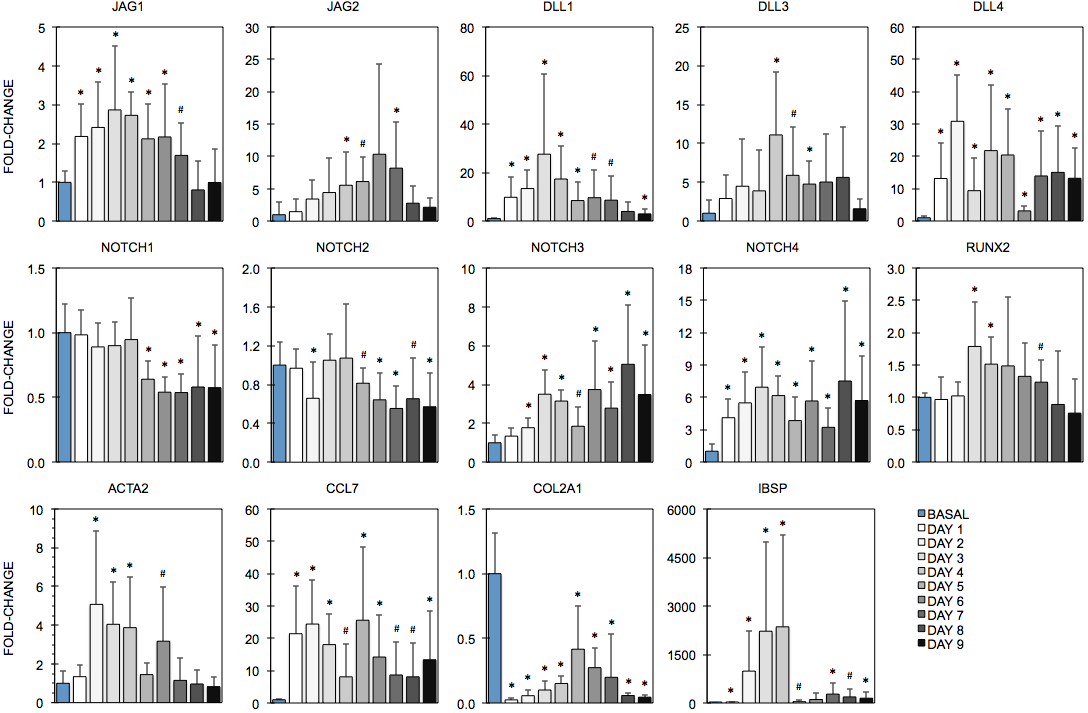 JAG1 JAG2 DLL1 DLL3 DLL4
FOLD-CHANGE
5 4 3 2 1 0
* * * * * * #
30 25 20 15 10 5 0
* # *
80 60 40 20 0
* * * * * # # *
25 20 15 10 5 0
* # *
60 50 40 30 20 10 0
* * * * * * * * *
NOTCH1 NOTCH2 NOTCH3 NOTCH4 RUNX2
FOLD-CHANGE
1.5 1.0 0.5 0.0
* * * * *
2.0 1.6 1.2 0.8 0.4 0.0
* # * * # *
10 8 6 4 2 0
* * * # * * * *
18 15 12 9 6 3 0
* * * * * * * * *
3.0 2.5 2.0 1.5 1.0 0.5 0.0
* * #
ACTA2 CCL7 COL2A1 IBSP
FOLD-CHANGE
10 8 6 4 2 0
* * * #
60 50 40 30 20 10 0
* * * # * * # # *
1.5 1.0 0.5 0.0
* * * * * * * * *
6000 4500 3000 1500 0
* * * * # * # *
BASAL
DAY 1
DAY 2
DAY 3
DAY 4
DAY 5
DAY 6
DAY 7
DAY 8
DAY 9